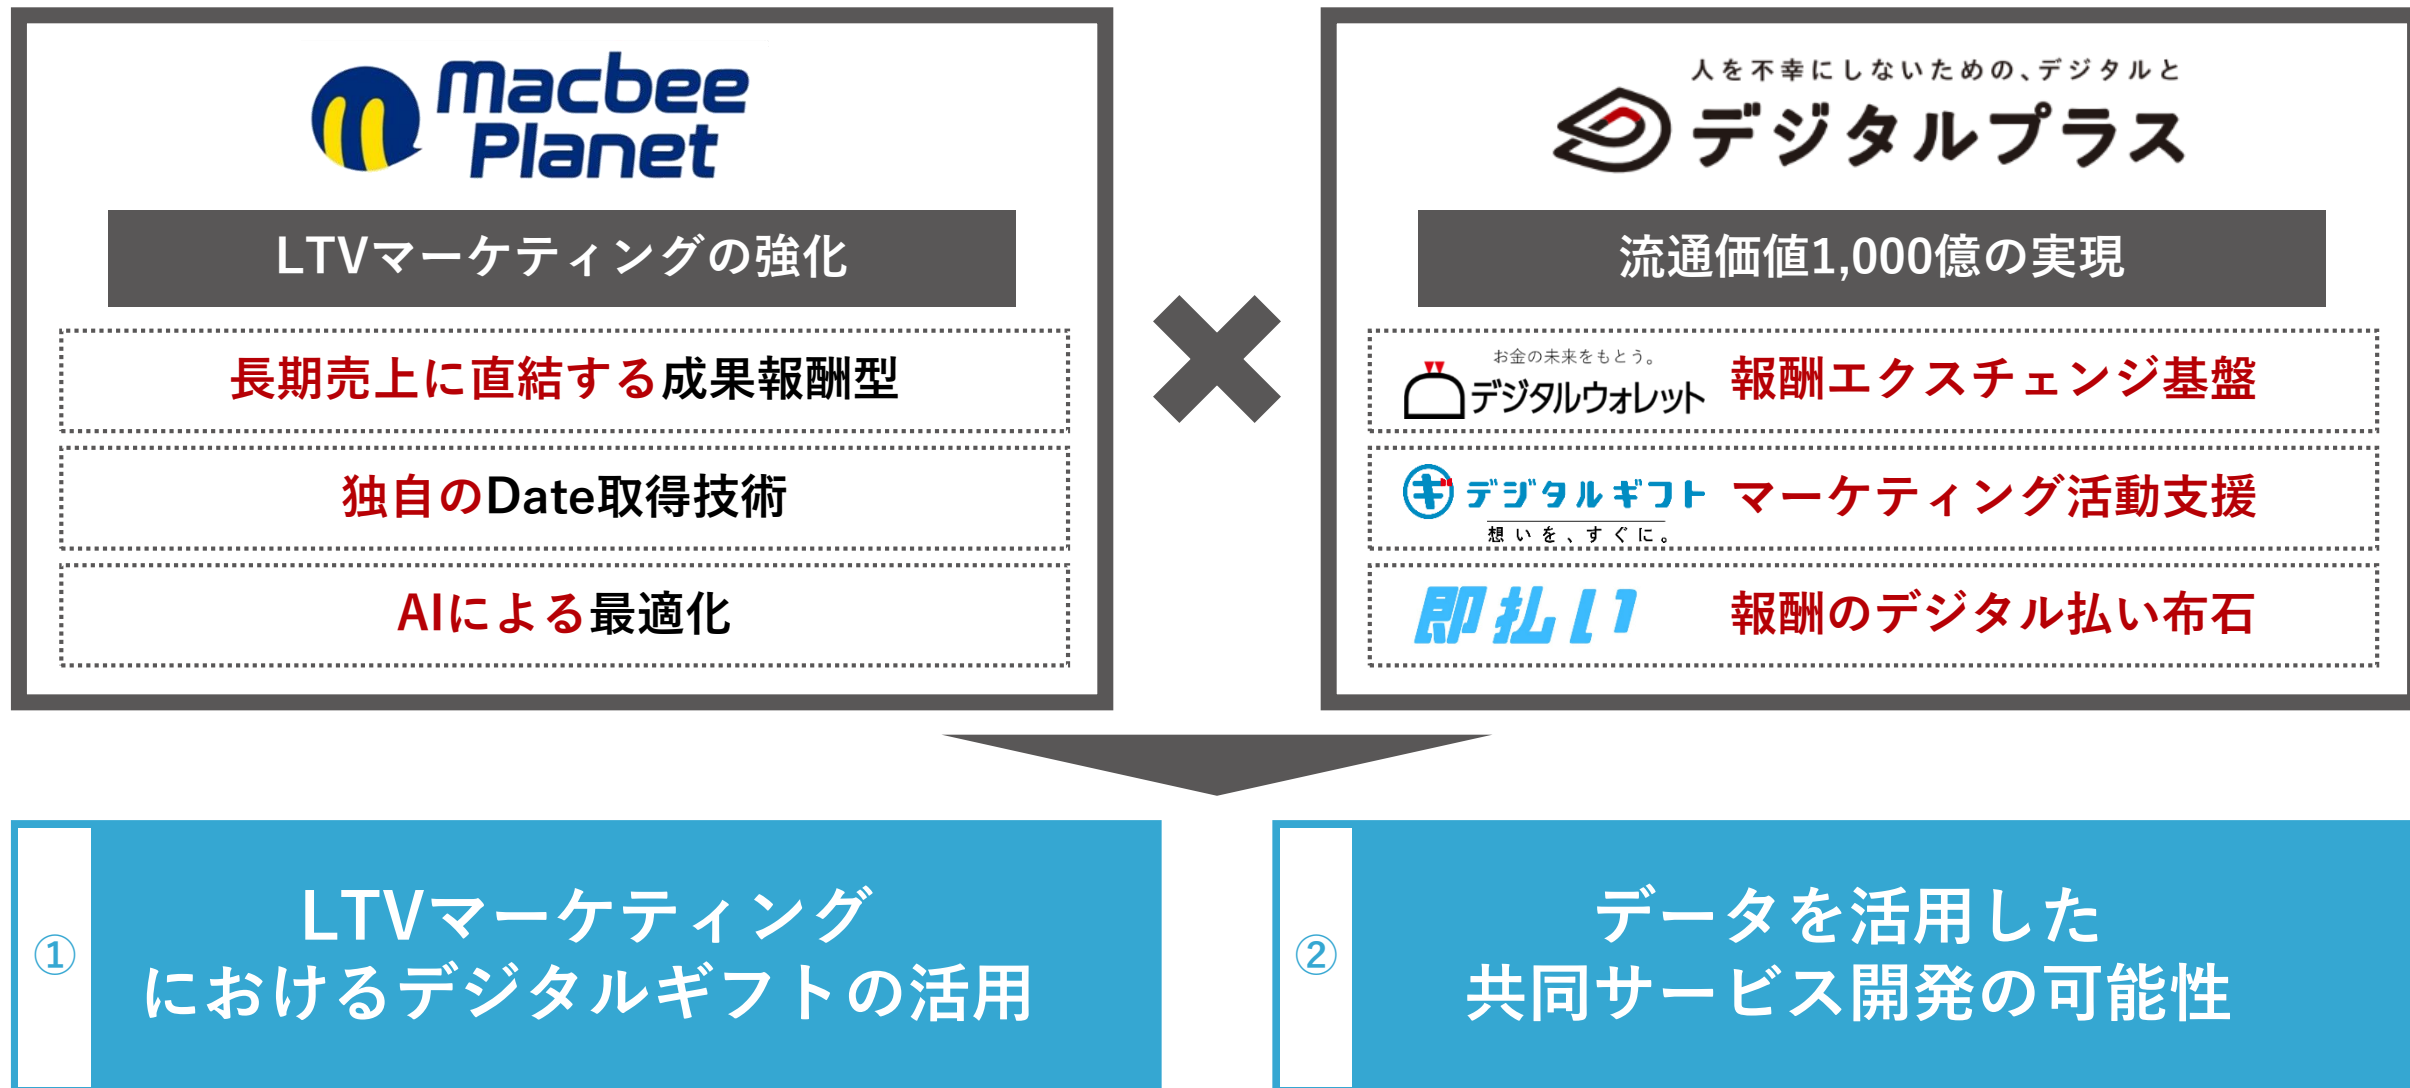 macbee
Planet
LTVマーケティングの強化
長期売上に直結する成果報酬型
独自のDate取得技術
AIによる最適化
人を不幸にしないための、デジタルと
デジタルプラス
流通価値1,000億の実現
お金の未来をもとう。
デジタルウォレット
報酬エクスチェンジ基盤
ギ デジタルギフト
想いを、すぐに。
マーケティング活動支援
即払い
報酬のデジタル払い布石
①
LTVマーケティング
におけるデジタルギフトの活用
②
データを活用した
共同サービス開発の可能性